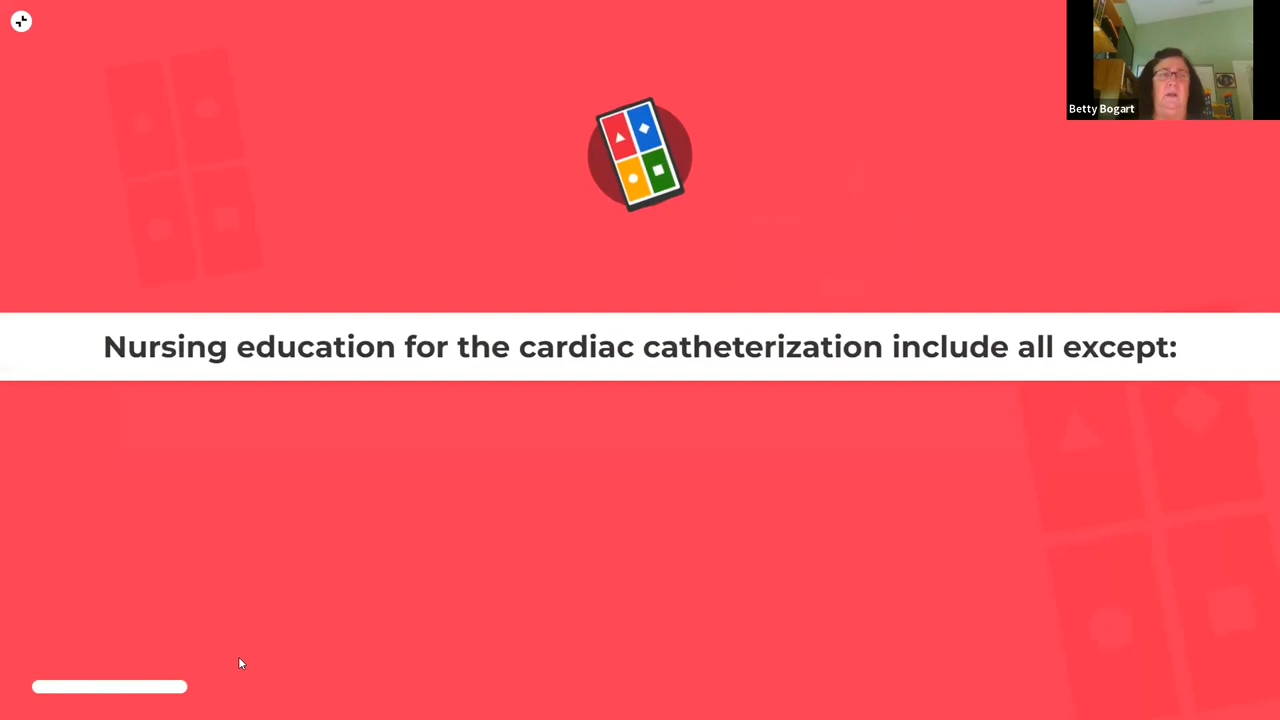 Betty Bogart
Nursing education for the cardiac catheterization include all except: